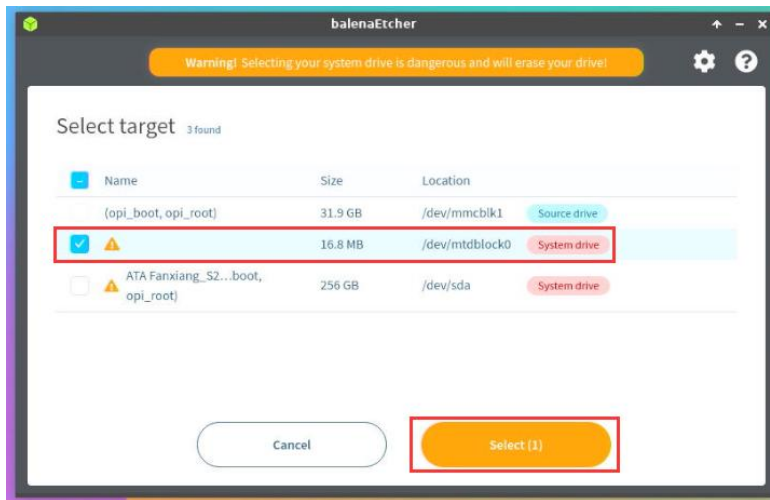 balenaEtcher
Warning! Selecting your system drive is dangerous and will erase your drive!
Select target 3 found
Name Size Location
(opi_boot, opi_root) 31.9 GB /dev/mmcblk1 Source drive
16.8 MB /dev/mtdblock0 System drive
ATA Fanxiang_S2...boot, opi_root) 256 GB /dev/sda System drive
Cancel Select (1)